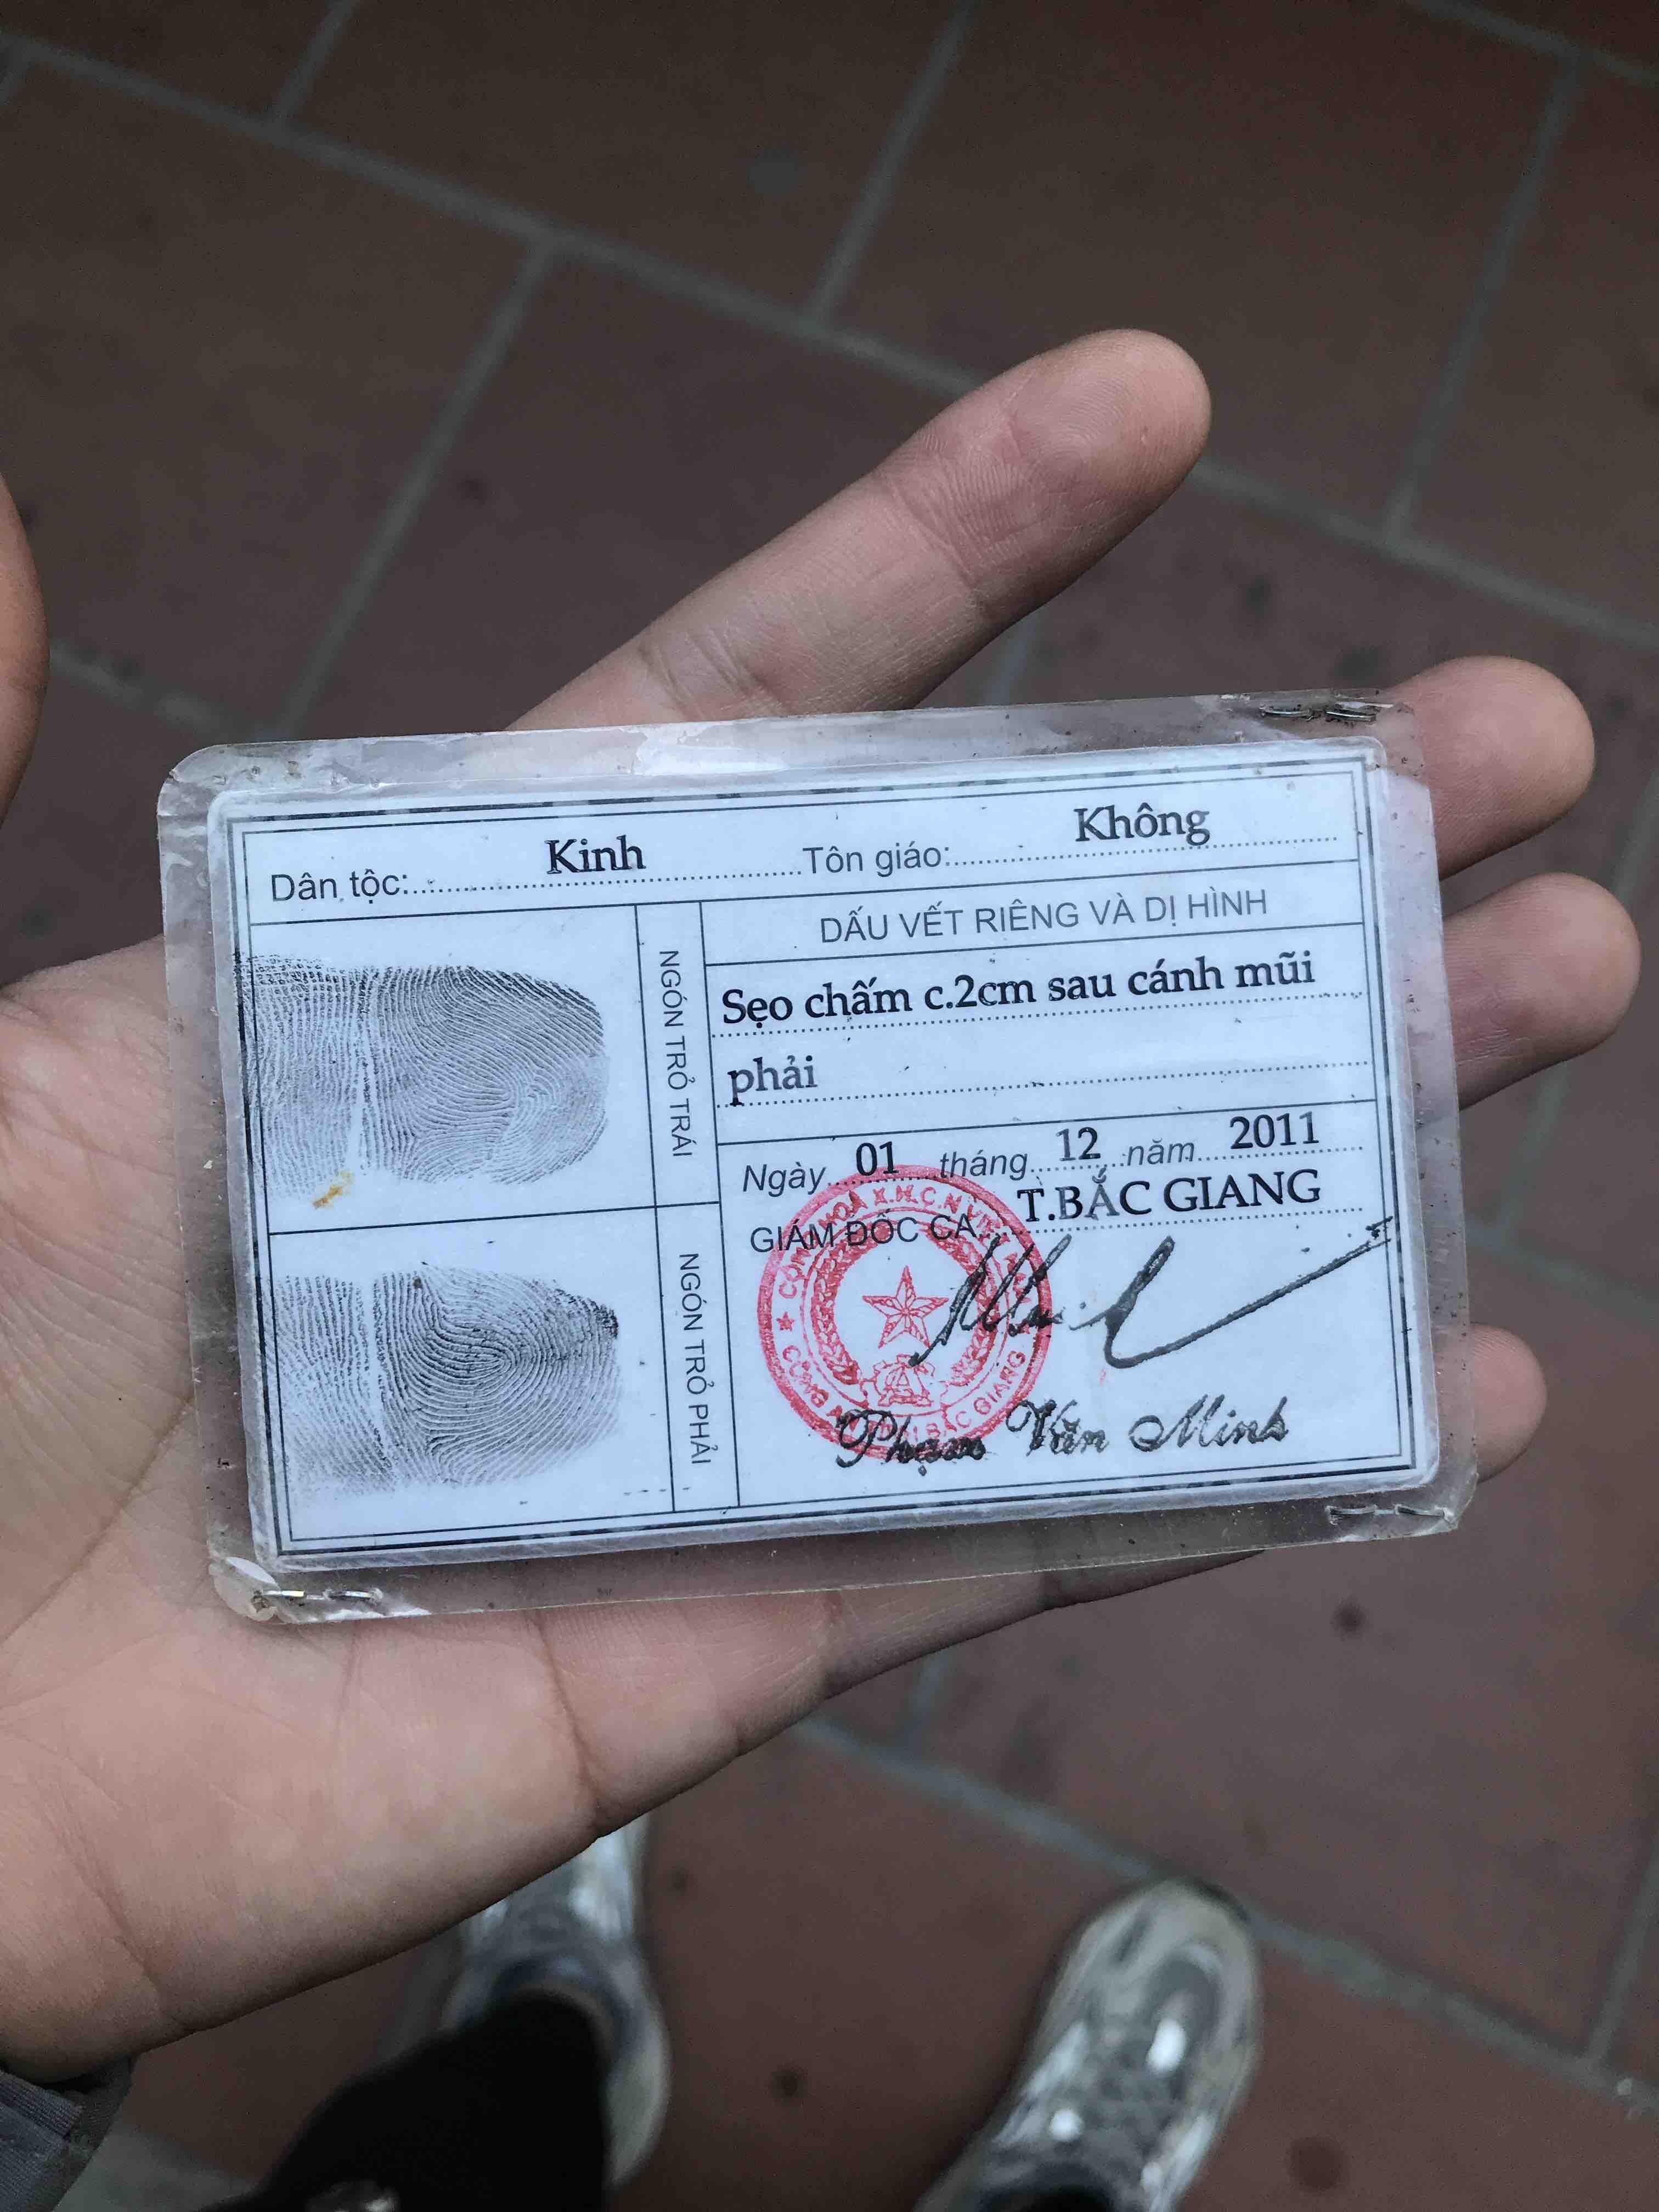 Dân tộc: Kinh Tôn giáo: Không
NGÓN TRỎ TRÁI
DẤU VẾT RIÊNG VÀ DỊ HÌNH
Sẹo chấm c.2cm sau cánh mũi
phải
Ngày 01 tháng 12 năm 2011
GIÁM ĐỐC CA T.BẮC GIANG
NGÓN TRỎ PHẢI
Phạm Văn Minh